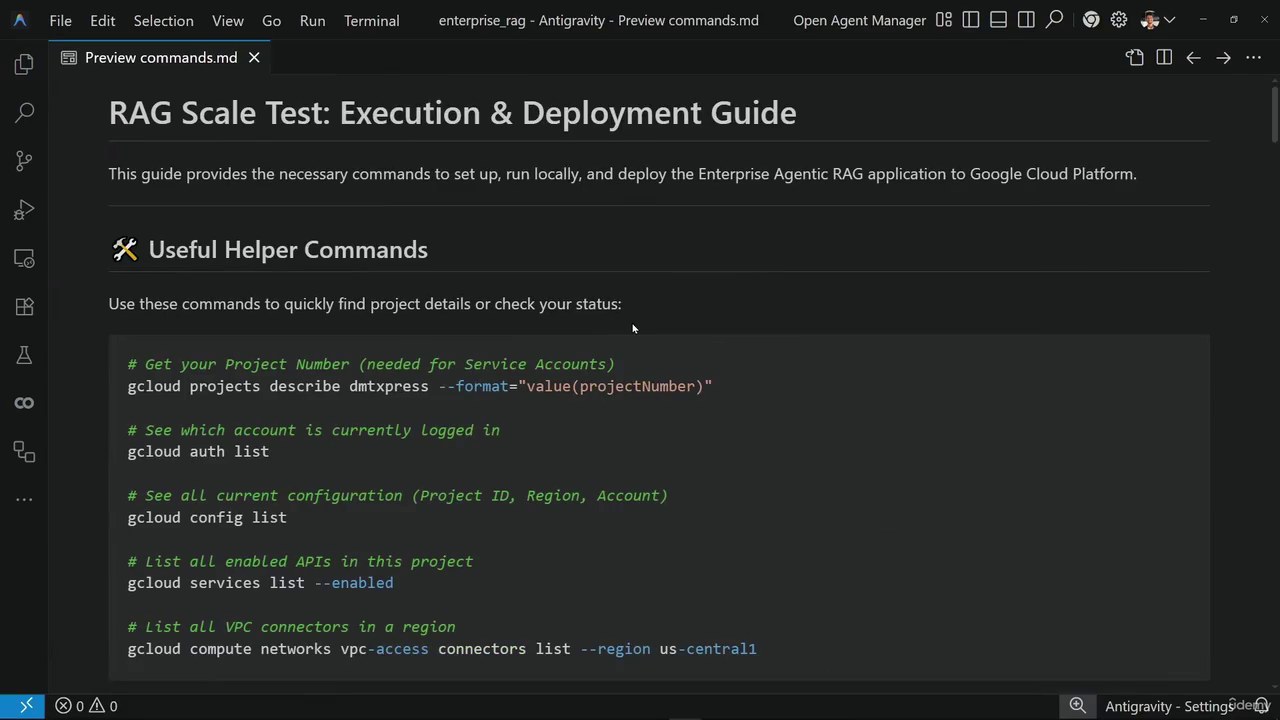 File Edit Selection View Go Run Terminal enterprise_rag - Antigravity - Preview commands.md Open Agent Manager
Preview commands.md
RAG Scale Test: Execution & Deployment Guide
This guide provides the necessary commands to set up, run locally, and deploy the Enterprise Agentic RAG application to Google Cloud Platform.
Useful Helper Commands
Use these commands to quickly find project details or check your status:
# Get your Project Number (needed for Service Accounts)
gcloud projects describe dmtxpress --format="value(projectNumber)"
# See which account is currently logged in
gcloud auth list
# See all current configuration (Project ID, Region, Account)
gcloud config list
# List all enabled APIs in this project
gcloud services list --enabled
# List all VPC connectors in a region
gcloud compute networks vpc-access connectors list --region us-central1
0 0 Antigravity - Settings
ûdemy